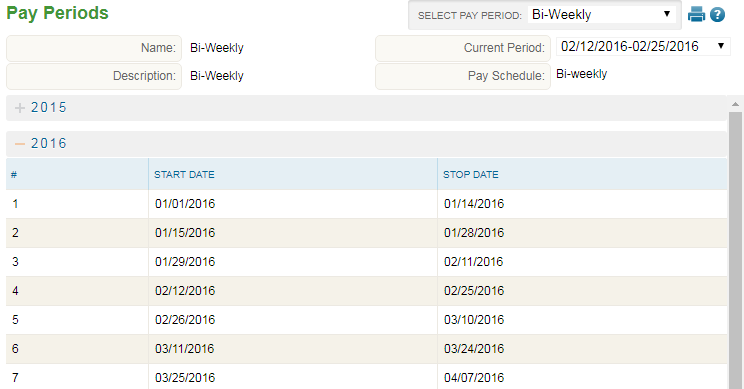 Pay Periods
SELECT PAY PERIOD: Bi-Weekly
Name: Bi-Weekly Current Period: 02/12/2016-02/25/2016
Description: Bi-Weekly Pay Schedule: Bi-weekly
2015
2016
# START DATE STOP DATE
1 01/01/2016 01/14/2016
2 01/15/2016 01/28/2016
3 01/29/2016 02/11/2016
4 02/12/2016 02/25/2016
5 02/26/2016 03/10/2016
6 03/11/2016 03/24/2016
7 03/25/2016 04/07/2016